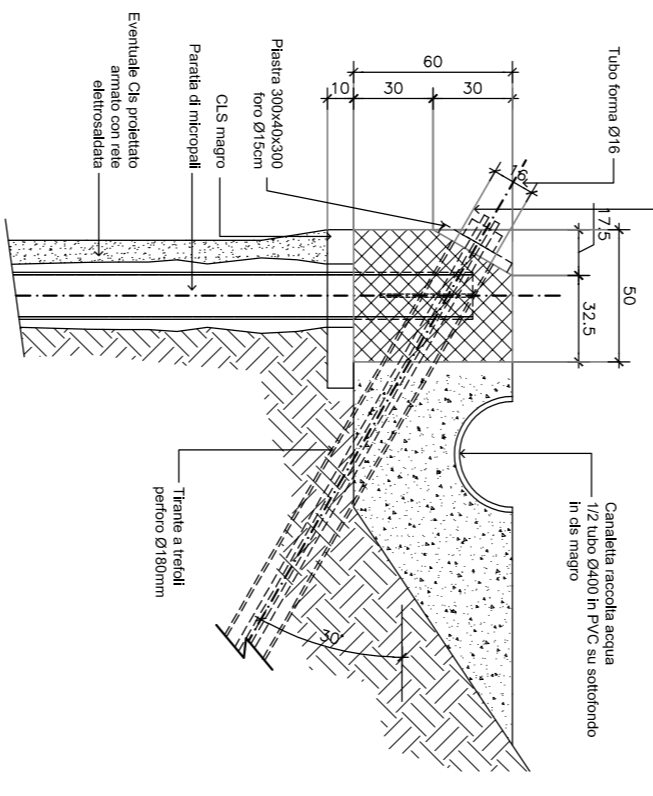 Tubo forma Ø16
Piastra 300x40x300
foro Ø15cm
CLS magro
Paratia di micropali
Eventuale Cls proiettato
armato con rete
elettrosaldata
60
30
30
10
16
17.5
50
32.5
Canaletta raccolta acqua
1/2 tubo Ø400 in PVC su sottofondo
in cls magro
Tirante a trefoli
perforo Ø180mm
30°